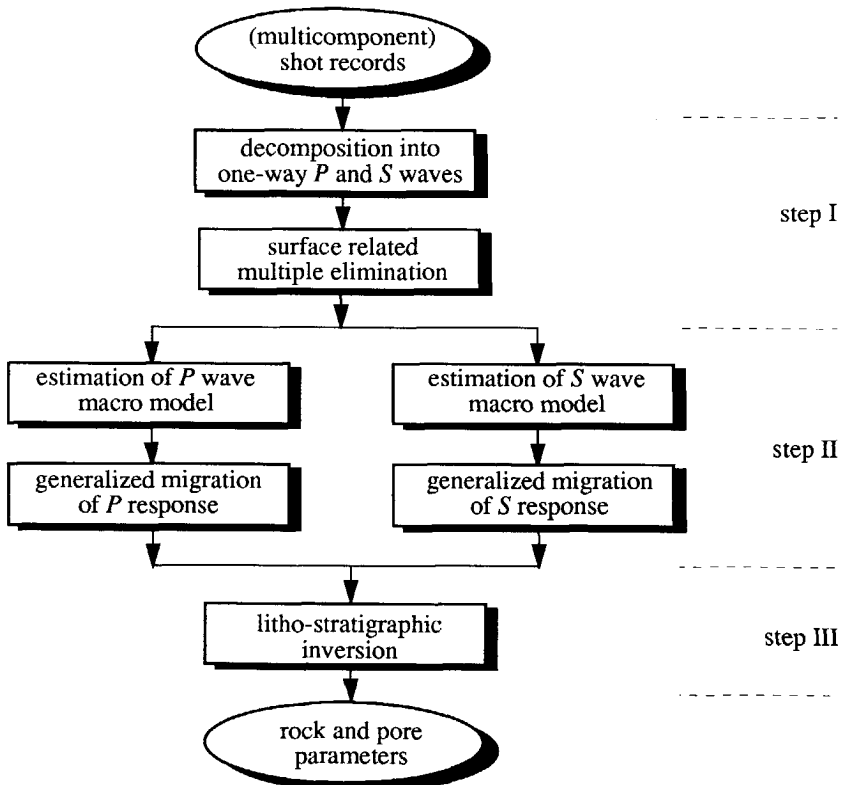 (multicomponent)
shot records
decomposition into
one-way P and S waves
step I
surface related
multiple elimination
estimation of P wave
macro model
estimation of S wave
macro model
step II
generalized migration
of P response
generalized migration
of S response
litho-stratigraphic
inversion
step III
rock and pore
parameters